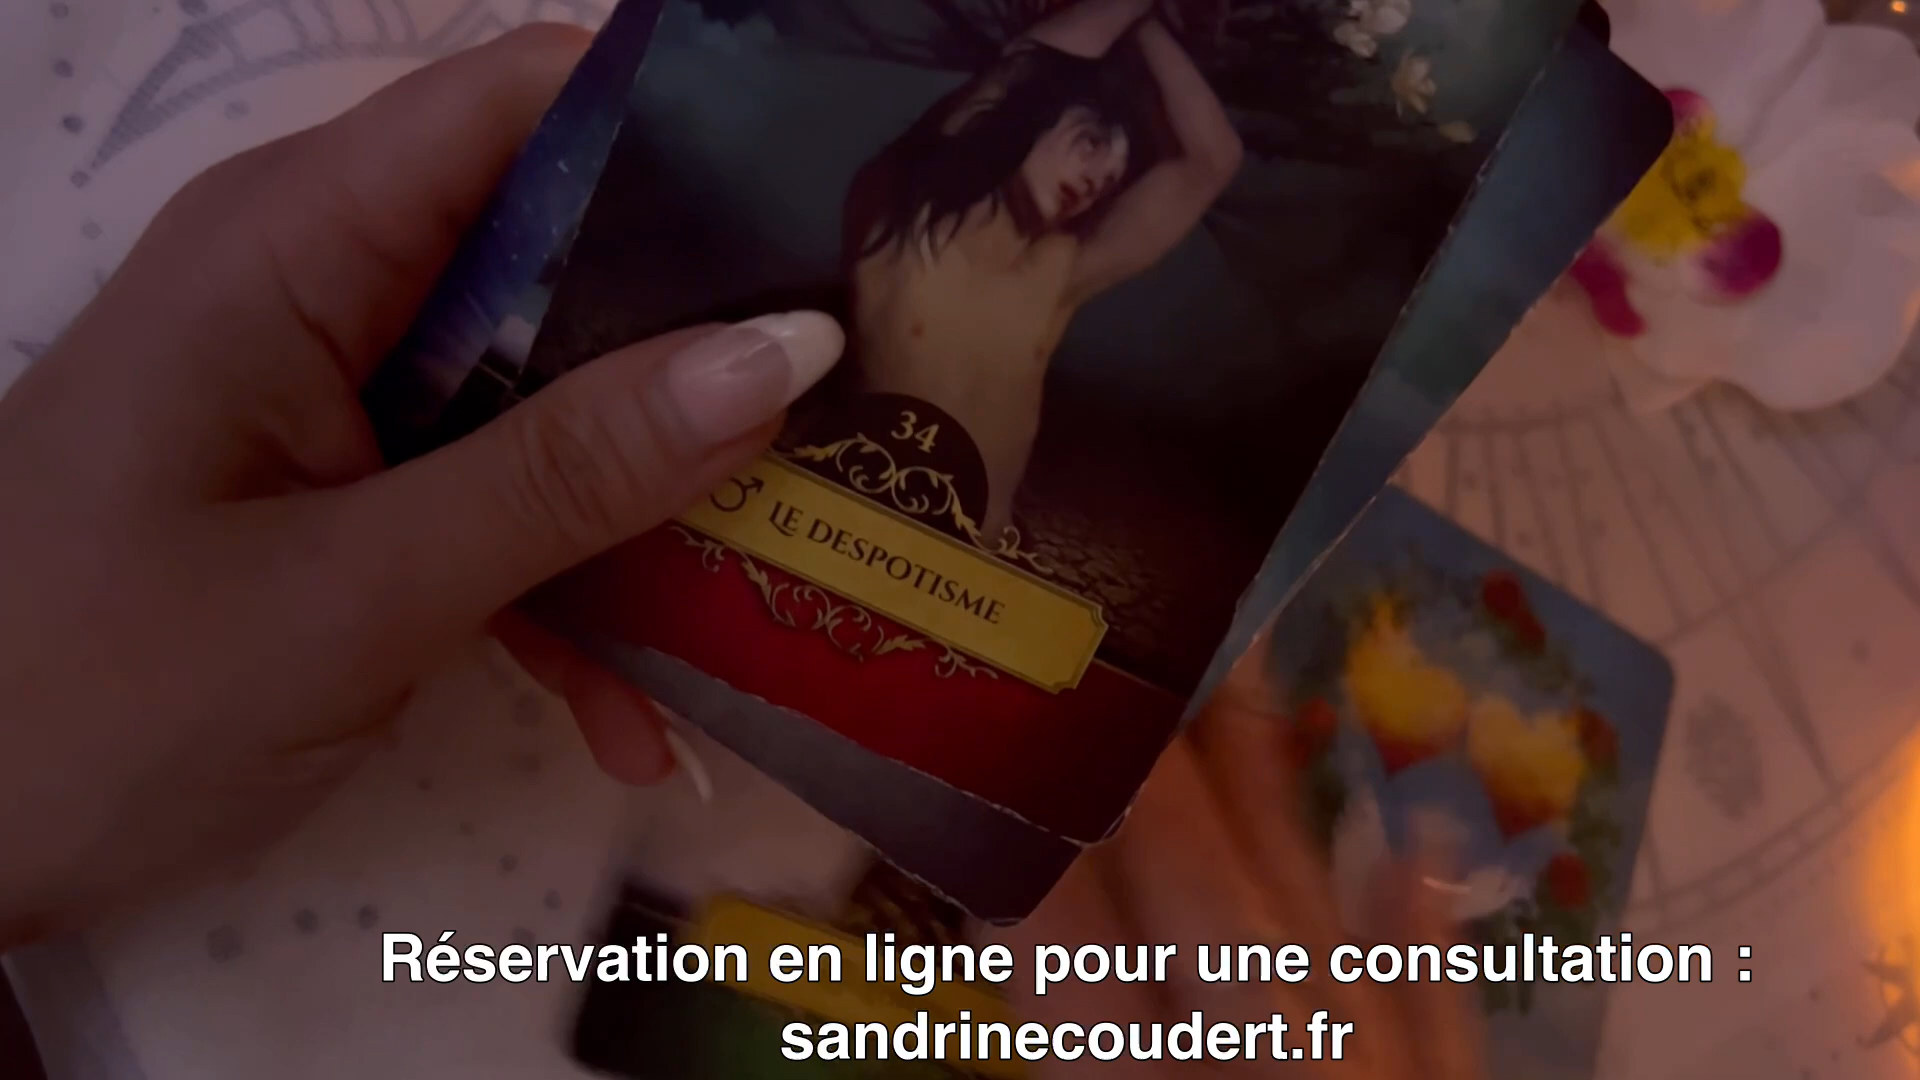 34
♂ LE DESPOTISME
Réservation en ligne pour une consultation :
sandrinecoudert.fr